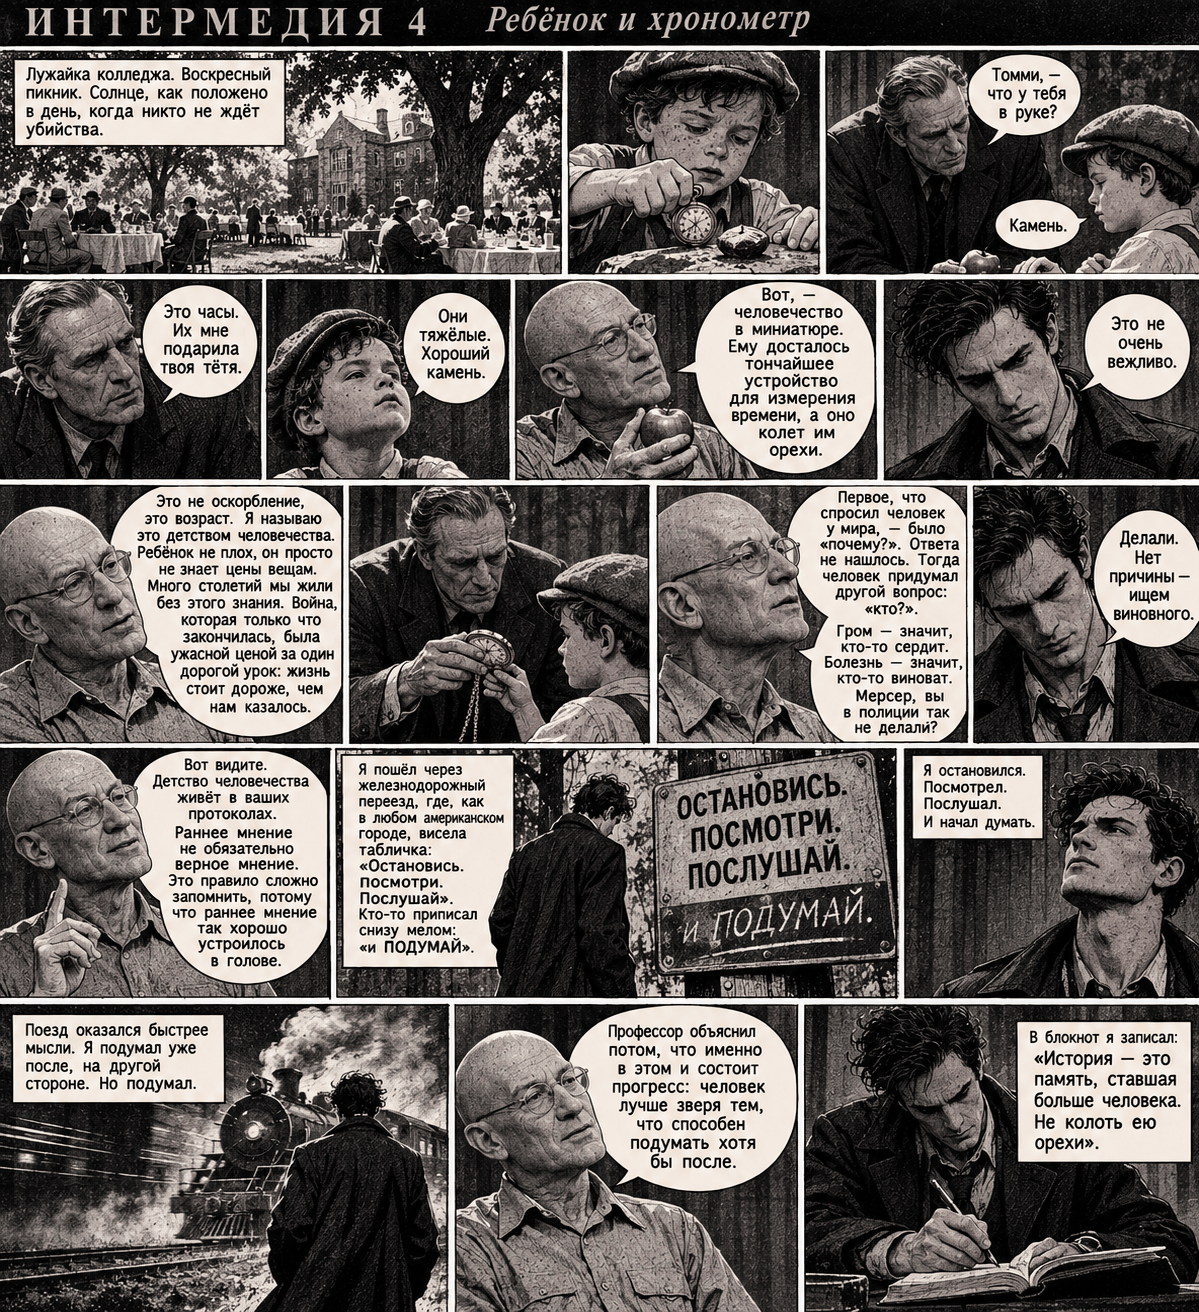 ИНТЕРМЕДИЯ 4 Ребёнок и хронометр
Лужайка колледжа. Воскресный
пикник. Солнце, как положено
в день, когда никто не ждёт
убийства.
Томми, —
что у тебя
в руке?
Камень.
Это часы.
Их мне
подарила
твоя тётя.
Они
тяжёлые.
Хороший
камень.
Вот, —
человечество
в миниатюре.
Ему досталось
тончайшее
устройство
для измерения
времени, а оно
колет им
орехи.
Это не
очень
вежливо.
Это не оскорбление,
это возраст. Я называю
это детством человечества.
Ребёнок не плох, он просто
не знает цены вещам.
Много столетий мы жили
без этого знания. Война,
которая только что
закончилась, была
ужасной ценой за один
дорогой урок: жизнь
стоит дороже, чем
нам казалось.
Первое, что
спросил человек
у мира, — было
«почему?». Ответа
не нашлось. Тогда
человек придумал
другой вопрос:
«кто?».
Гром — значит,
кто-то сердит.
Болезнь — значит,
кто-то виноват.
Мерсер, вы
в полиции так
не делали?
Делали.
Нет
причины —
ищем
виновного.
Вот видите.
Детство человечества
живёт в ваших
протоколах.
Раннее мнение
не обязательно
верное мнение.
Это правило сложно
запомнить, потому
что раннее мнение
так хорошо
устроилось
в голове.
Я пошёл через
железнодорожный
переезд, где, как
в любом американском
городе, висела
табличка:
«Остановись.
Посмотри.
Послушай».
Кто-то приписал
снизу мелом:
«и ПОДУМАЙ».
ОСТАНОВИСЬ.
ПОСМОТРИ.
ПОСЛУШАЙ.
и ПОДУМАЙ.
Я остановился.
Посмотрел.
Послушал.
И начал думать.
Поезд оказался быстрее
мысли. Я подумал уже
после, на другой
стороне. Но подумал.
Профессор объяснил
потом, что именно
в этом и состоит
прогресс: человек
лучше зверя тем,
что способен
подумать хотя
бы после.
В блокнот я записал:
«История — это
память, ставшая
больше человека.
Не колоть ею
орехи».